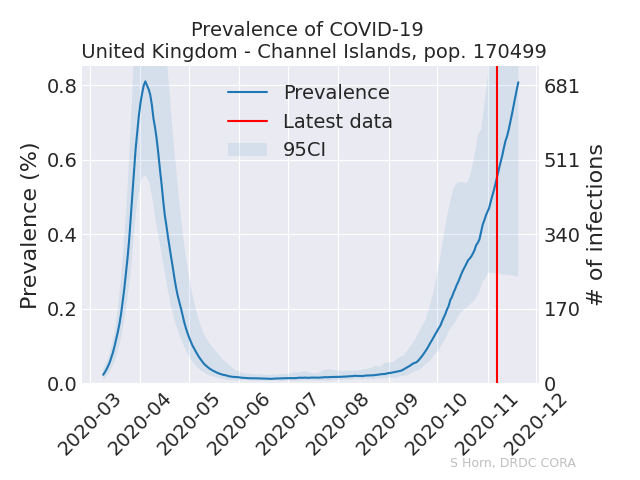 Prevalence of COVID-19
United Kingdom - Channel Islands, pop. 170499
Prevalence (%)
0.8
0.6
0.4
0.2
0.0
Prevalence
Latest data
95CI
681
511
340
170
0
# of infections
2020-03
2020-04
2020-05
2020-06
2020-07
2020-08
2020-09
2020-10
2020-11
2020-12
S Horn, DRDC CORA